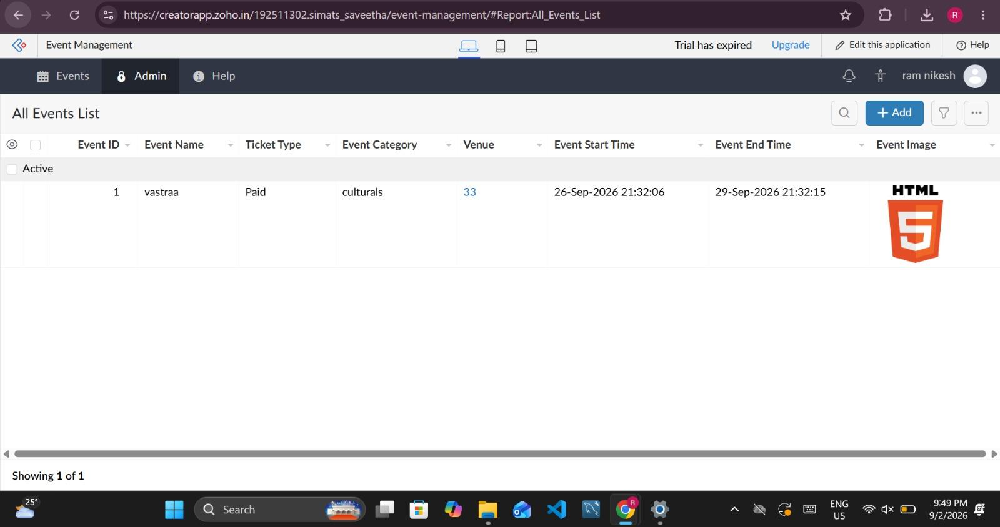 https://creatorapp.zoho.in/192511302.simats_saveetha/event-management/#Report:All_Events_List
R
Event Management
Trial has expired
Upgrade
Edit this application
Help
Events
Admin
Help
ram nikesh
All Events List
+ Add
Event ID
Event Name
Ticket Type
Event Category
Venue
Event Start Time
Event End Time
Event Image
Active
1
vastraa
Paid
culturals
33
26-Sep-2026 21:32:06
29-Sep-2026 21:32:15
HTML
5
Showing 1 of 1
25°
Search
R
ENG
US
9:49 PM
9/2/2026